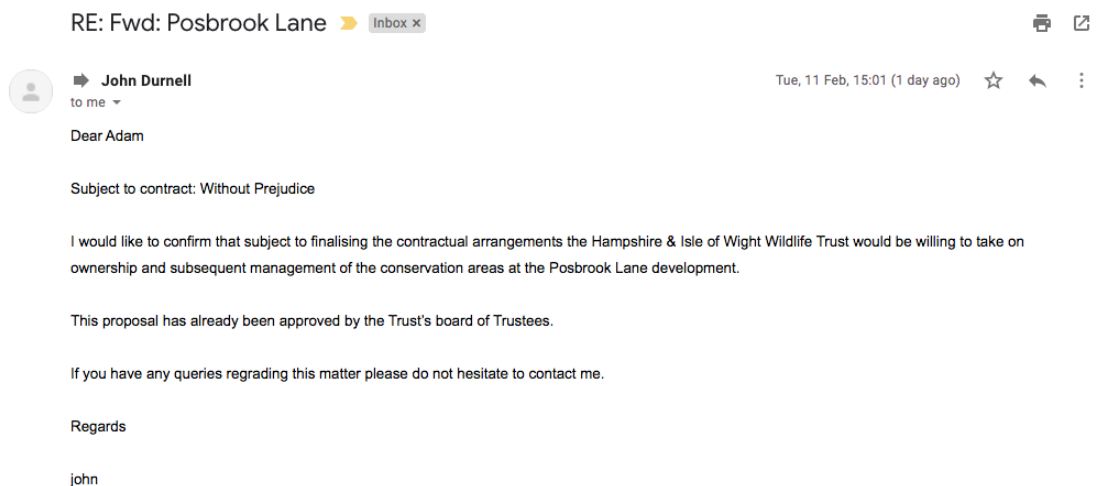 RE: Fwd: Posbrook Lane Inbox ×
John Durnell Tue, 11 Feb, 15:01 (1 day ago)
to me
Dear Adam
Subject to contract: Without Prejudice
I would like to confirm that subject to finalising the contractual arrangements the Hampshire & Isle of Wight Wildlife Trust would be willing to take on
ownership and subsequent management of the conservation areas at the Posbrook Lane development.
This proposal has already been approved by the Trust's board of Trustees.
If you have any queries regrading this matter please do not hesitate to contact me.
Regards
john